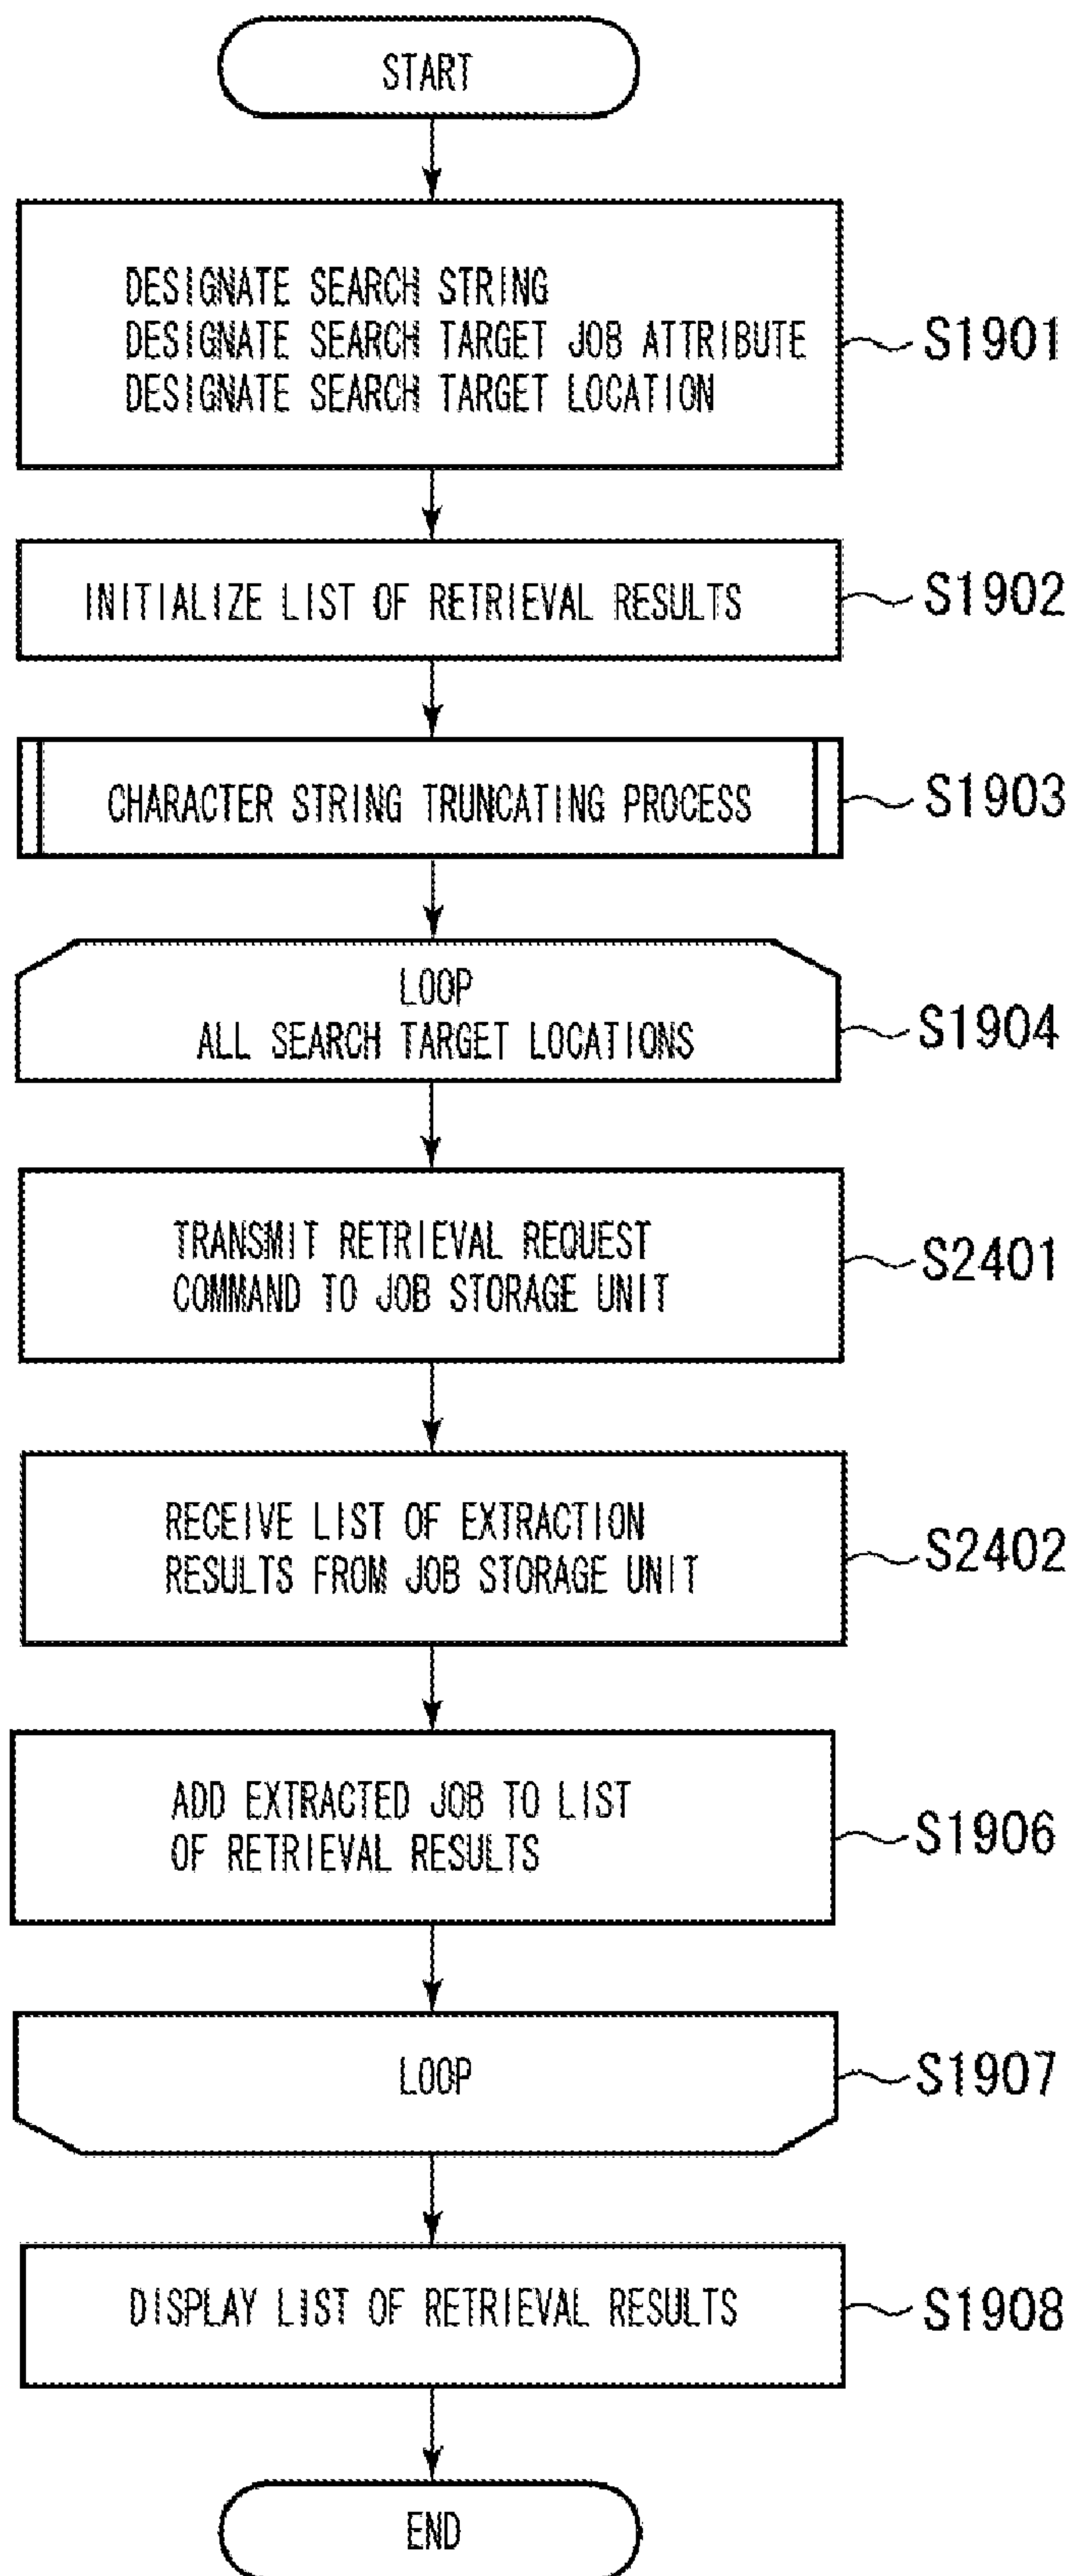 START
DESIGNATE SEARCH STRING
DESIGNATE SEARCH TARGET JOB ATTRIBUTE
DESIGNATE SEARCH TARGET LOCATION
S1901
INITIALIZE LIST OF RETRIEVAL RESULTS
S1902
CHARACTER STRING TRUNCATING PROCESS
S1903
LOOP
ALL SEARCH TARGET LOCATIONS
S1904
TRANSMIT RETRIEVAL REQUEST
COMMAND TO JOB STORAGE UNIT
S2401
RECEIVE LIST OF EXTRACTION
RESULTS FROM JOB STORAGE UNIT
S2402
ADD EXTRACTED JOB TO LIST
OF RETRIEVAL RESULTS
S1906
LOOP
S1907
DISPLAY LIST OF RETRIEVAL RESULTS
S1908
END